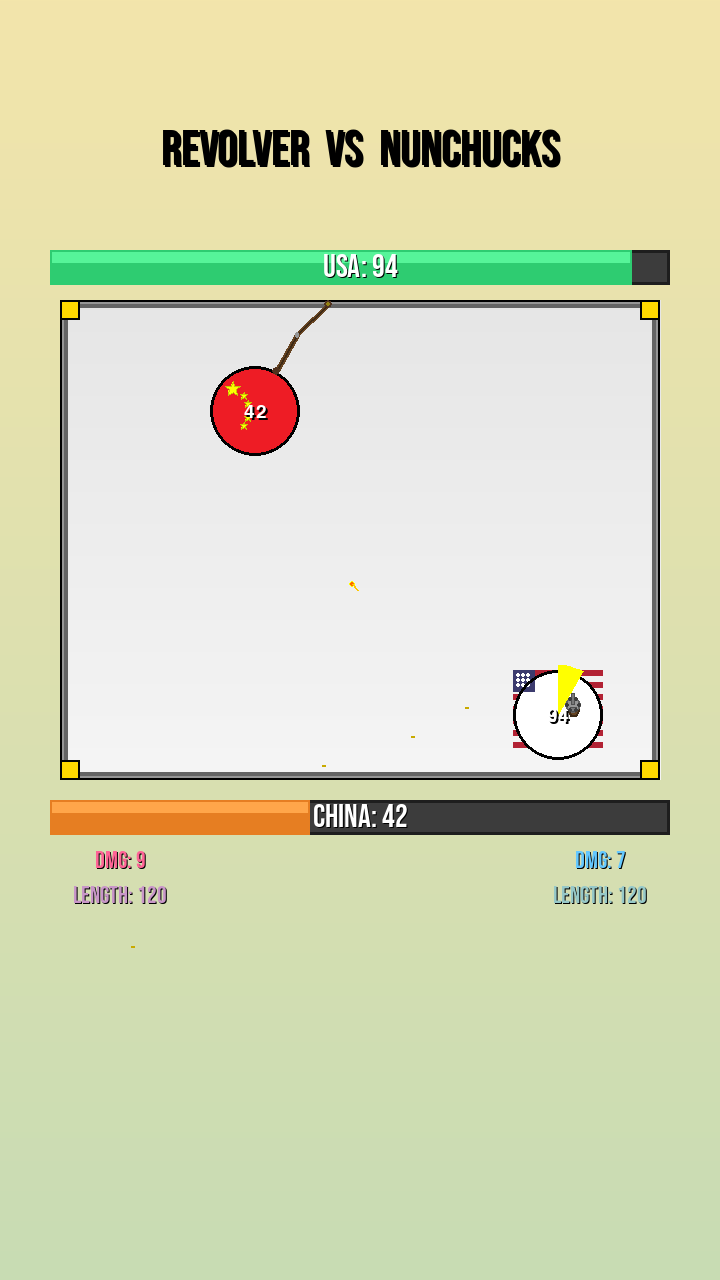 REVOLVER VS NUNCHUCKS
USA: 94
42
94
CHINA: 42
DMG: 9
DMG: 7
LENGTH: 120
LENGTH: 120